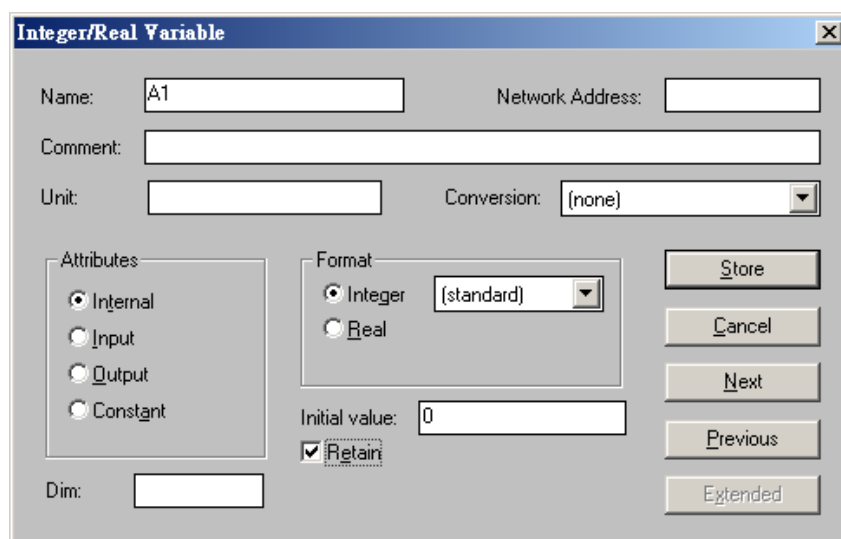 Integer/Real Variable
Name: A1 Network Address:
Comment:
Unit: Conversion: (none)
Attributes Format Store
Internal Integer (standard)
Input Real Cancel
Output Next
Constant Initial value: 0
Retain Previous
Dim: Extended